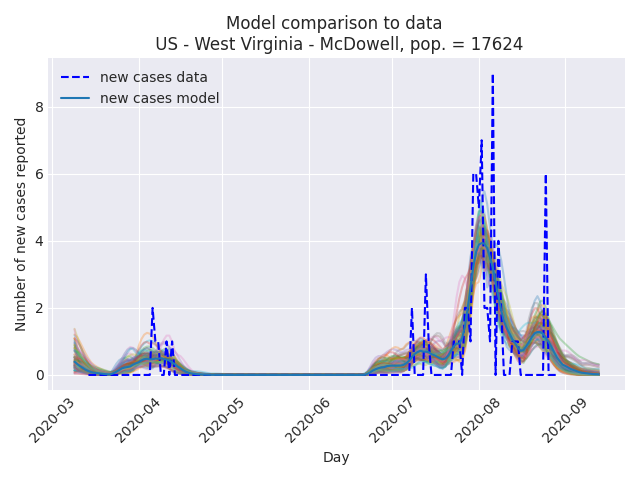 Model comparison to data
US - West Virginia - McDowell, pop. = 17624
new cases data
new cases model
Number of new cases reported
8
6
4
2
0
2020-03
2020-04
2020-05
2020-06
2020-07
2020-08
2020-09
Day